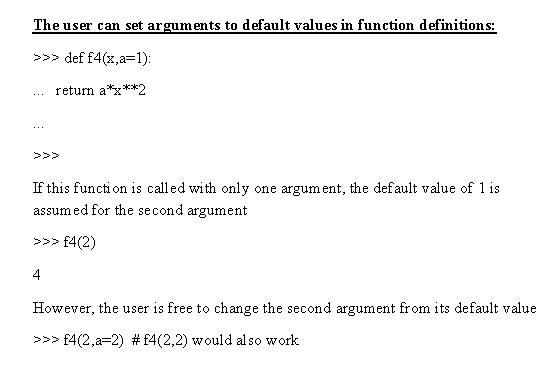 The user can set arguments to default values in function definitions:
>>> def f4(x,a=1):
... return a*x**2
...
>>>
If this function is called with only one argument, the default value of 1 is
assumed for the second argument
>>> f4(2)
4
However, the user is free to change the second argument from its default value
>>> f4(2,a=2) # f4(2,2) would also work